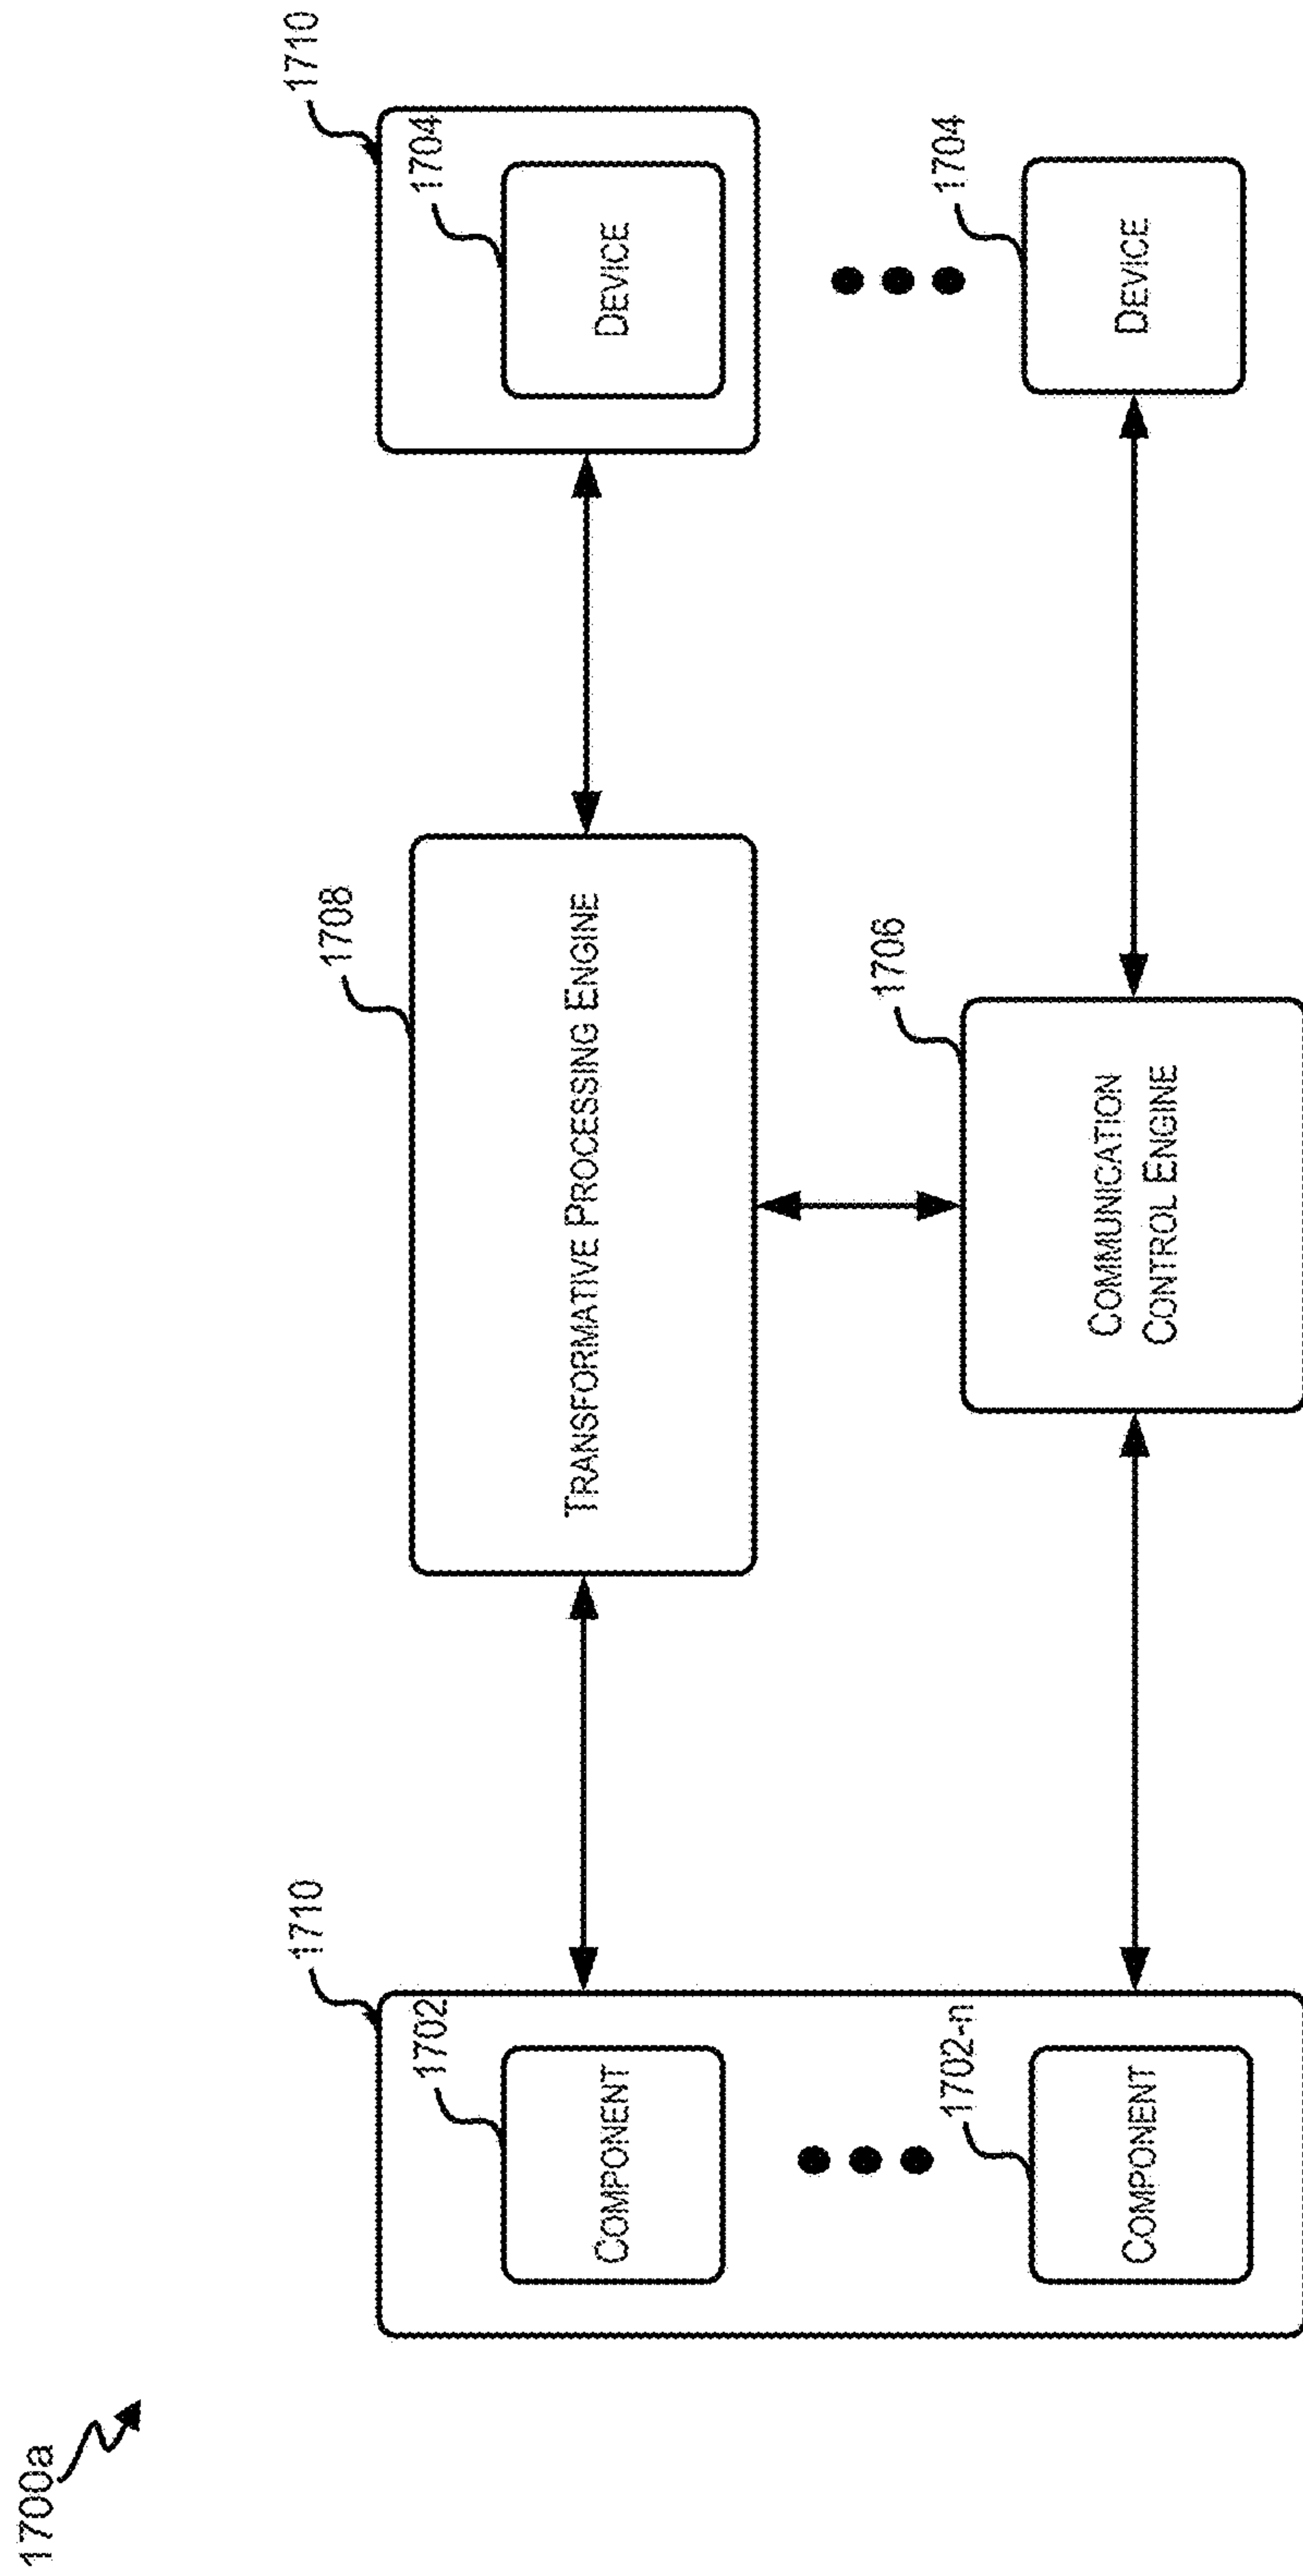 1700a
1710
1702
COMPONENT
1702-n
COMPONENT
1708
TRANSFORMATIVE PROCESSING ENGINE
1706
COMMUNICATION
CONTROL ENGINE
1710
1704
DEVICE
1704
DEVICE